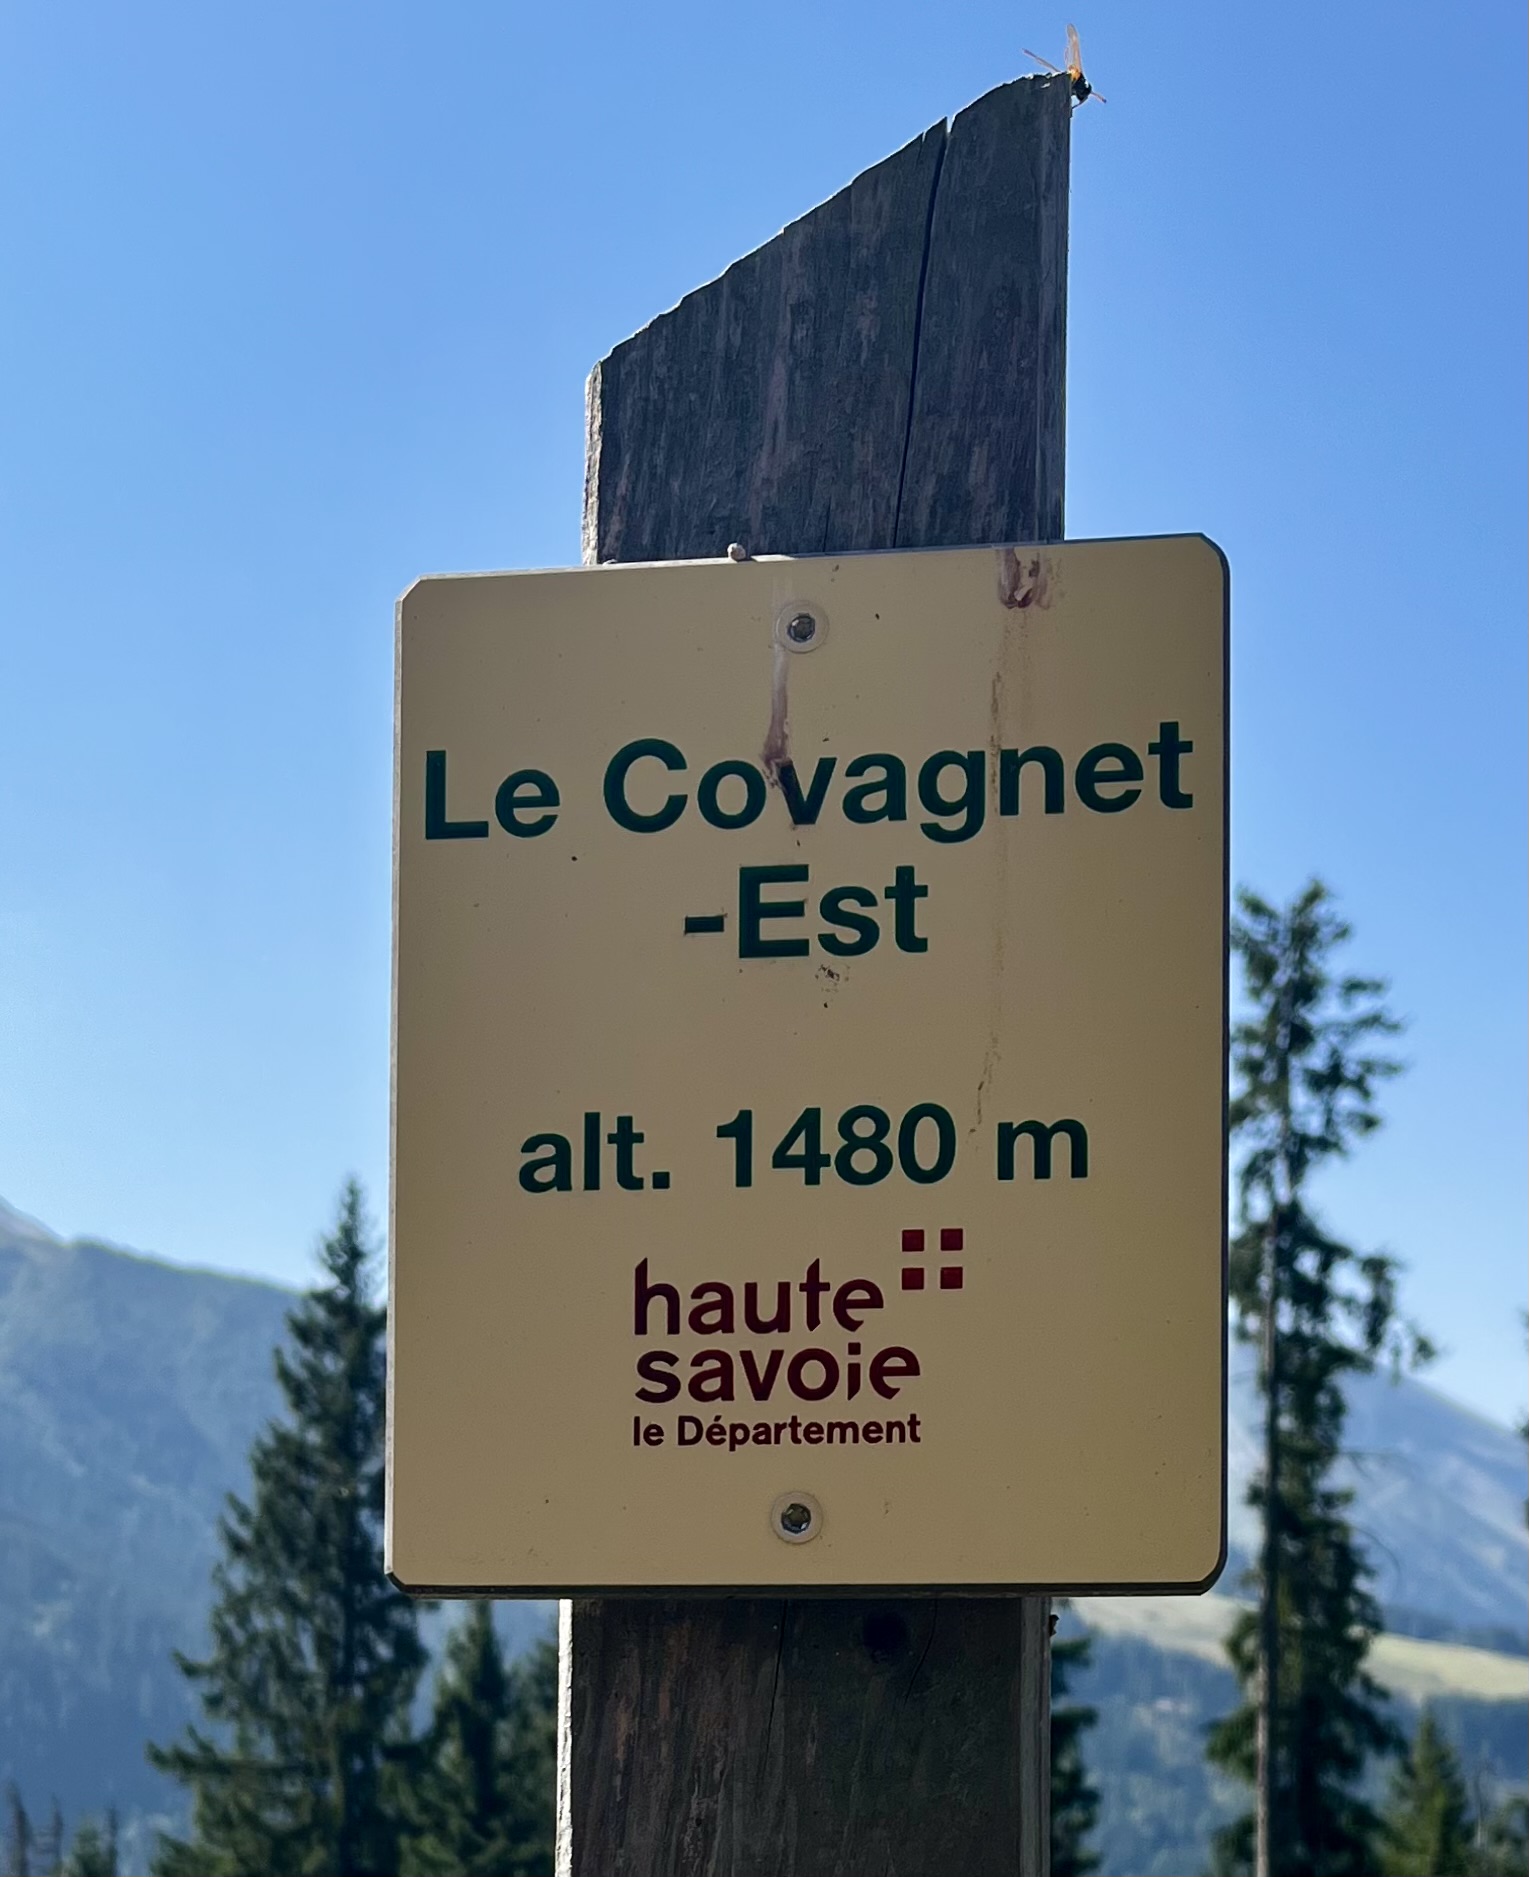 Le Covagnet
-Est
alt. 1480 m
haute
savoie
le Département